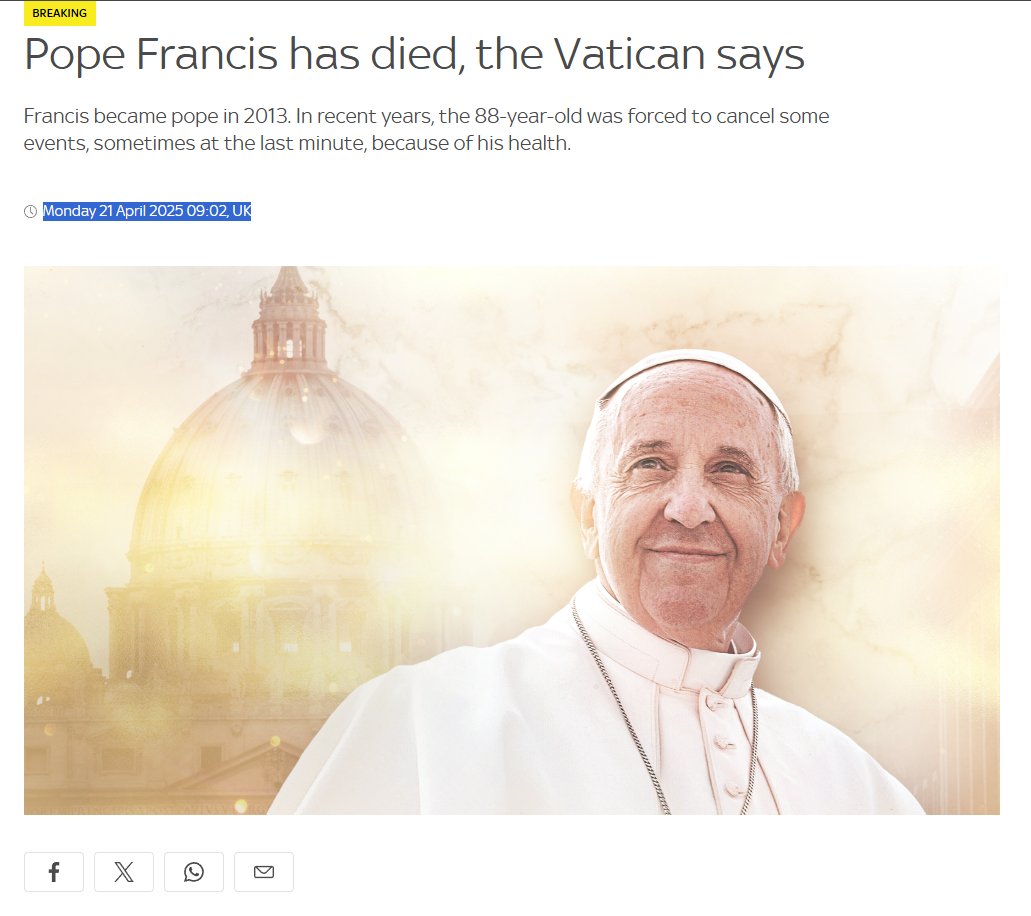 BREAKING
Pope Francis has died, the Vatican says
Francis became pope in 2013. In recent years, the 88-year-old was forced to cancel some
events, sometimes at the last minute, because of his health.
Monday 21 April 2025 09:02, UK